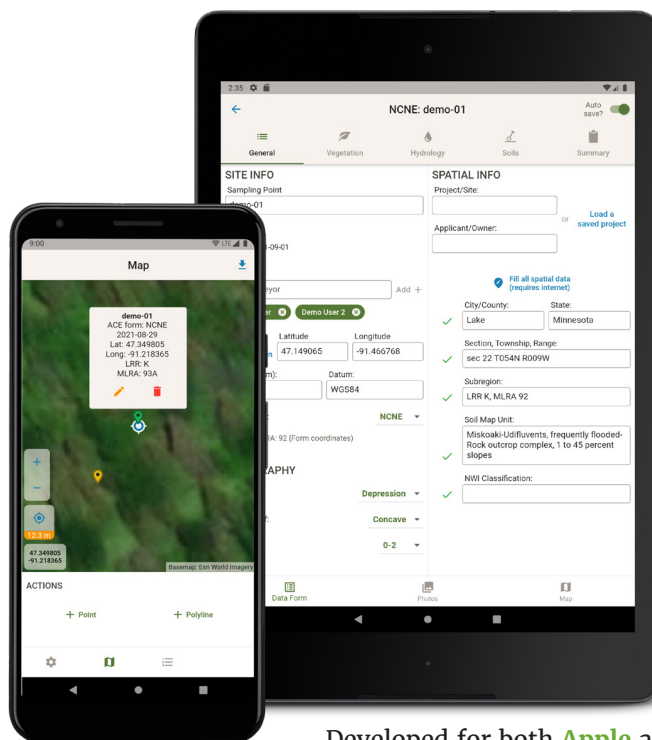 2:35
NCNE: demo-01
Auto save?
General
Vegetation
Hydrology
Soils
Summary
SITE INFO
Sampling Point
demo-01
-09-01
Add +
Demo User 2
Latitude
Longitude
47.149065
-91.466768
Datum:
WGS84
NCNE
92 (Form coordinates)
Depression
Concave
0-2
SPATIAL INFO
Project/Site:
or
Load a
saved project
Applicant/Owner:
Fill all spatial data
(requires internet)
City/County:
State:
Lake
Minnesota
Section, Township, Range:
sec 22 T054N R009W
Subregion:
LRR K, MLRA 92
Soil Map Unit:
Miskoaki-Udifluvents, frequently flooded-
Rock outcrop complex, 1 to 45 percent
slopes
NWI Classification:
Data Form
Photos
Map
9:00
LTE
Map
demo-01
ACE form: NCNE
2021-08-29
Lat: 47.349805
Long: -91.218365
LRR: K
MLRA: 93A
+
−
12.3 m
47.349805
-91.218365
Basemap: Esri World Imagery
ACTIONS
+ Point
+ Polyline
Developed for both Apple a